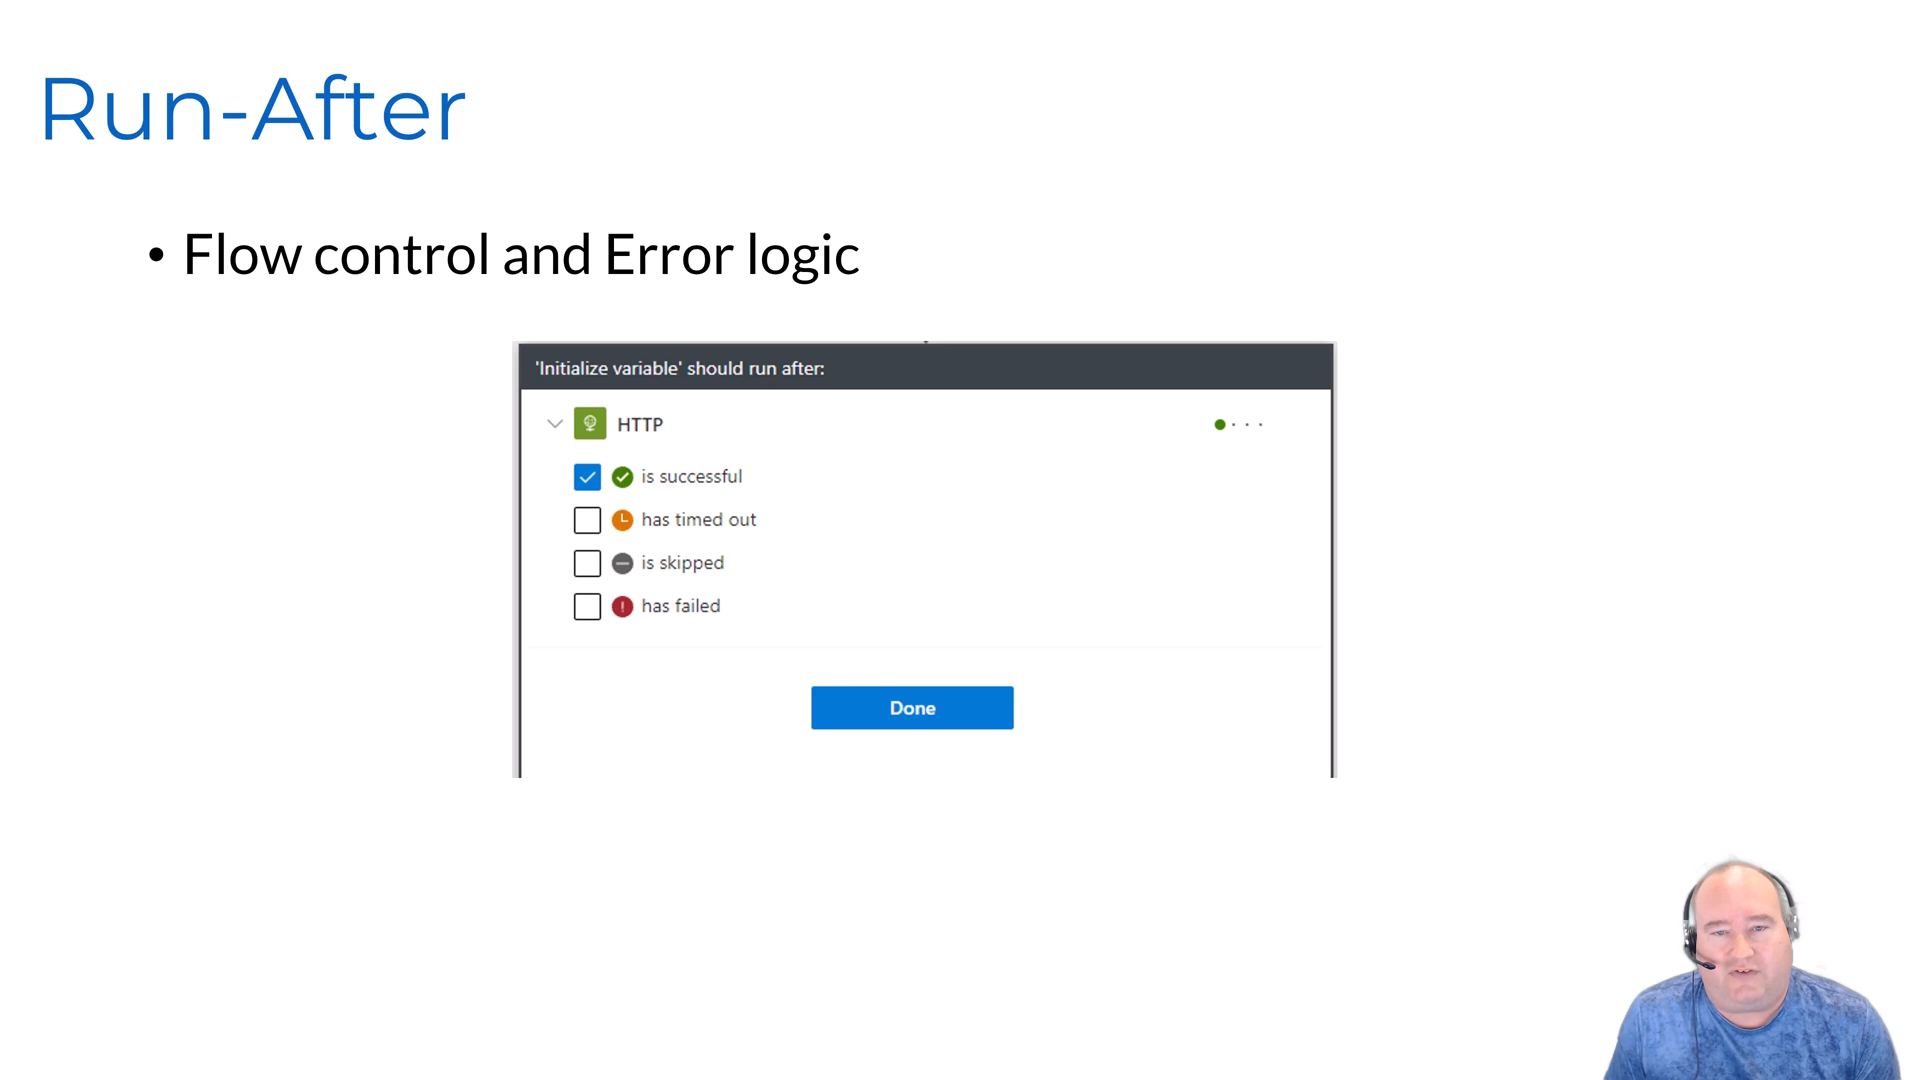 Run-After
• Flow control and Error logic
'Initialize variable' should run after:
HTTP
is successful
has timed out
is skipped
has failed
Done